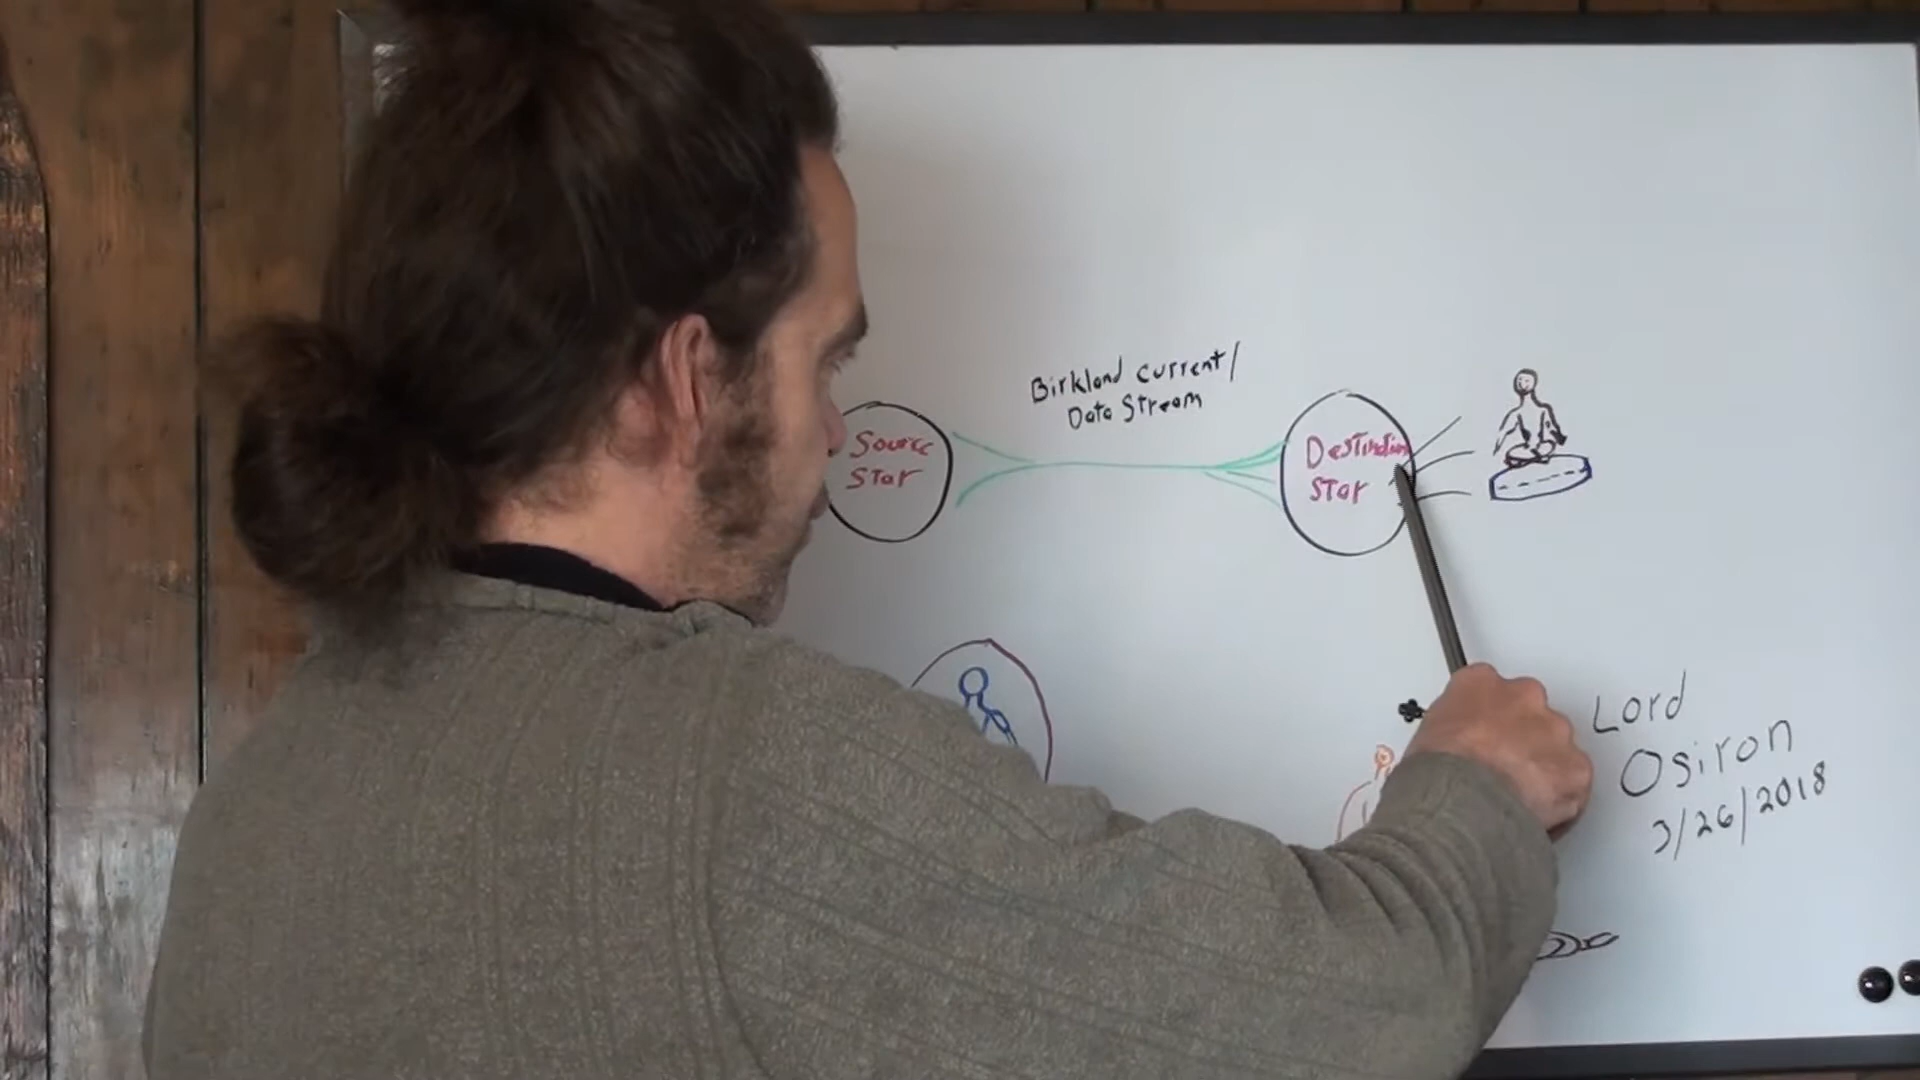 Birkland current/
Data Stream
Source
Star
Destination
Star
Lord
Osiron
3/26/2018